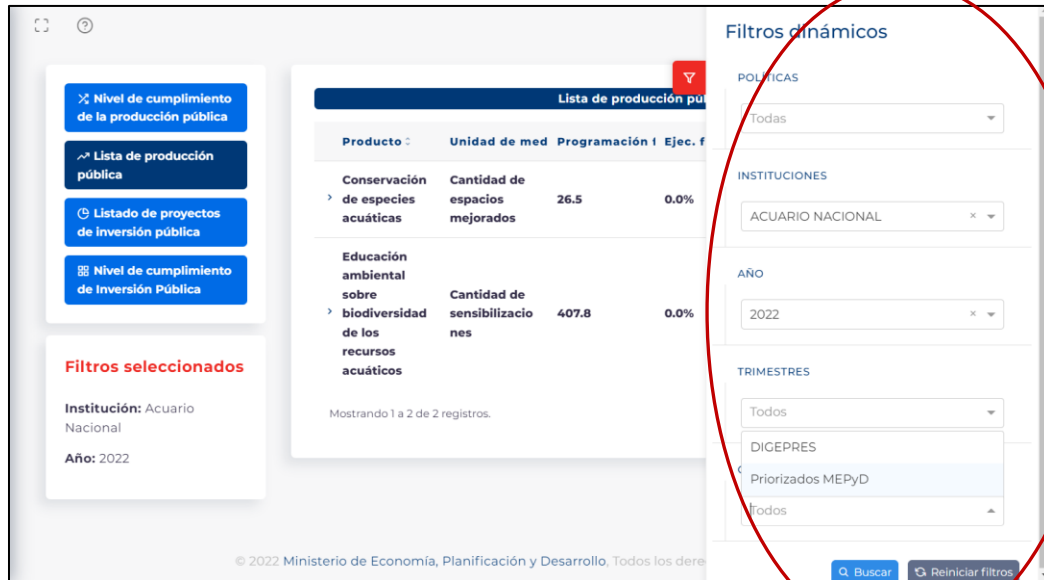 Filtros dinámicos
Nivel de cumplimiento
de la producción pública
Lista de producción
pública
Listado de proyectos
de inversión pública
Nivel de cumplimiento
de Inversión Pública
Filtros seleccionados
Institución: Acuario
Nacional
Año: 2022
Lista de producción púb
Producto
Unidad de med
Programación f
Ejec. f
Conservación
de especies
acuáticas
Cantidad de
espacios
mejorados
26.5
0.0%
Educación
ambiental
sobre
biodiversidad
de los
recursos
acuáticos
Cantidad de
sensibilizacio
nes
407.8
0.0%
Mostrando 1 a 2 de 2 registros.
POLÍTICAS
Todas
INSTITUCIONES
ACUARIO NACIONAL
AÑO
2022
TRIMESTRES
Todos
DIGEPRES
Priorizados MEPyD
Todos
Buscar
Reiniciar filtros
© 2022 Ministerio de Economía, Planificación y Desarrollo, Todos los dere